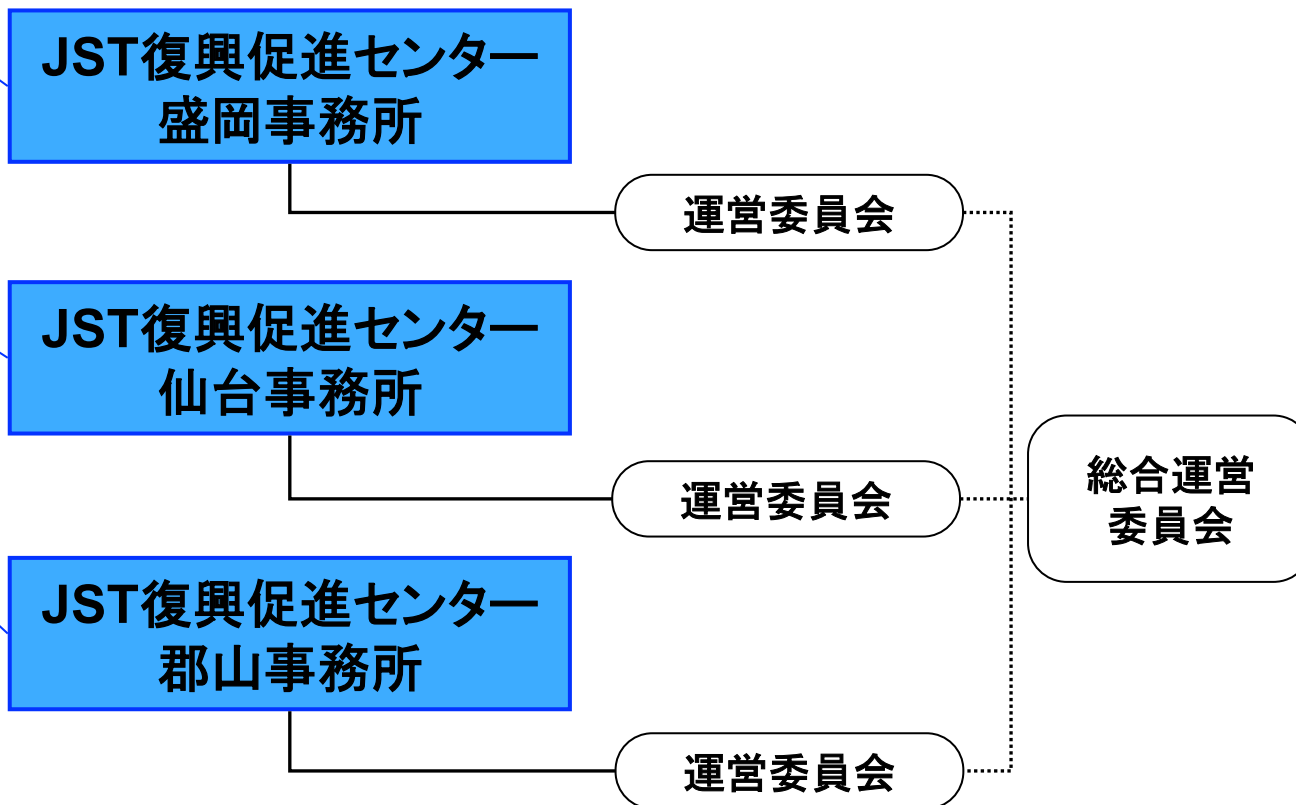 JST復興促進センター
盛岡事務所
運営委員会
JST復興促進センター
仙台事務所
運営委員会
総合運営
委員会
JST復興促進センター
郡山事務所
運営委員会